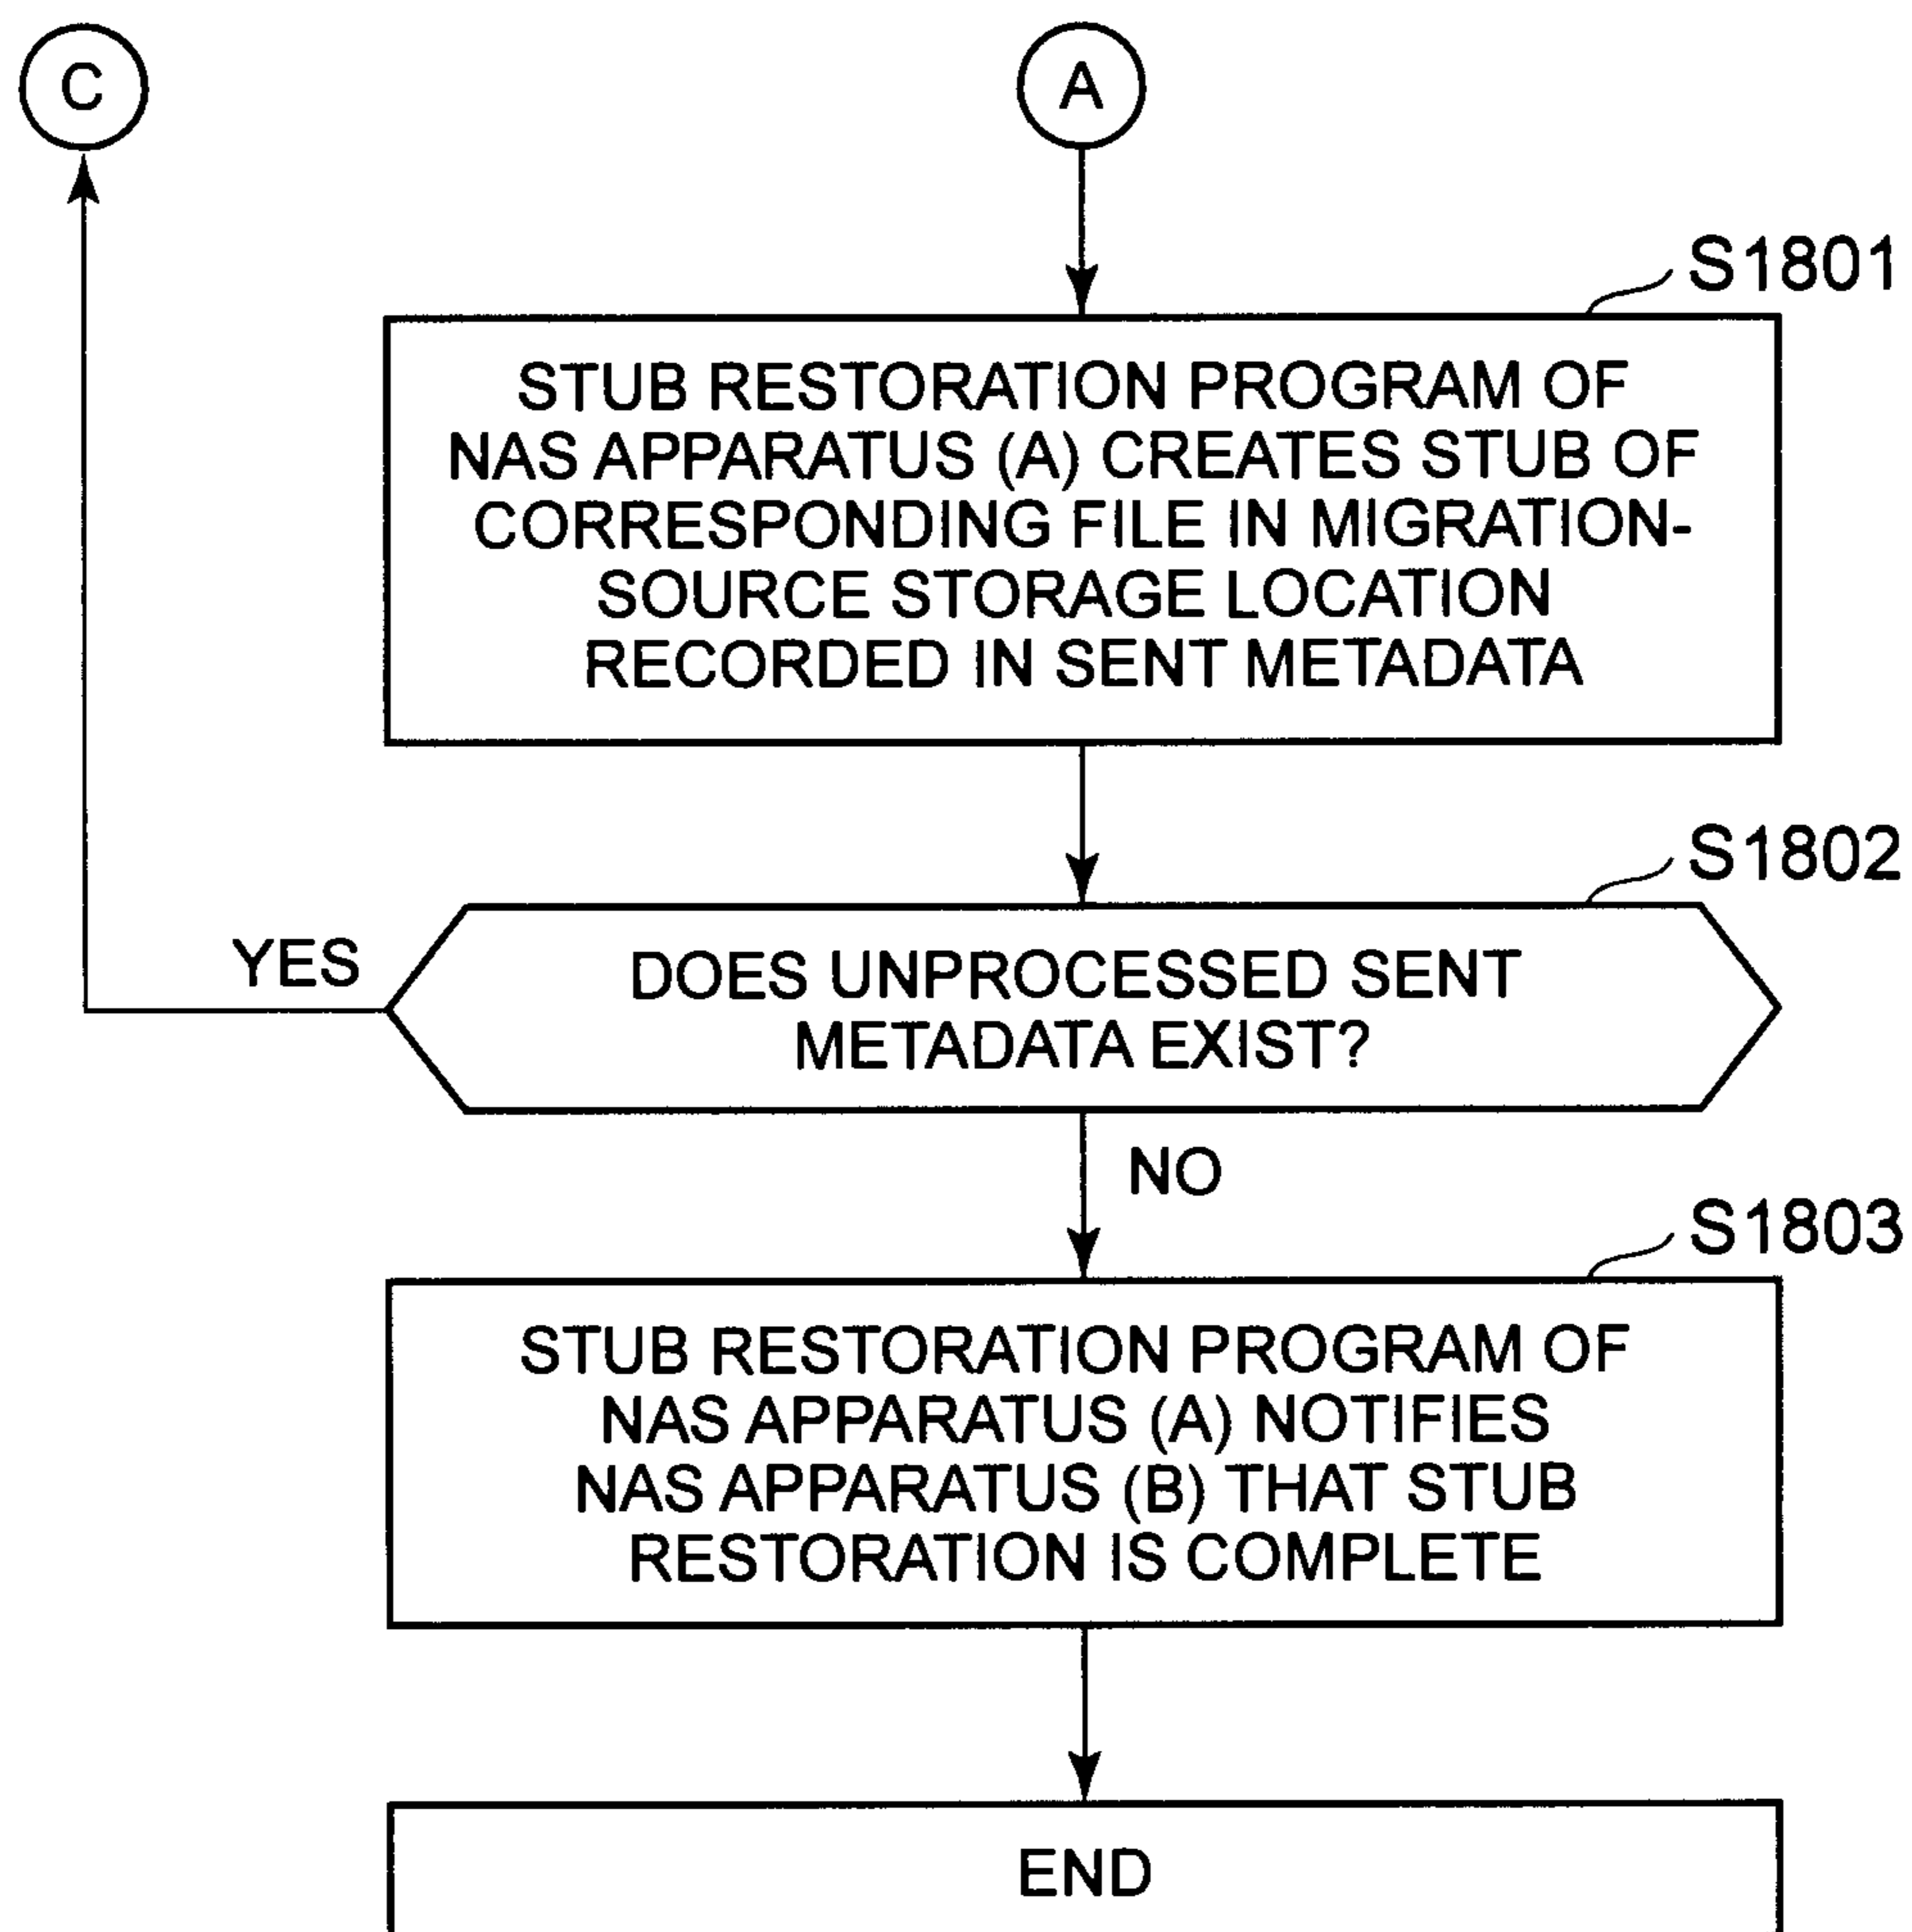 C
A
S1801
STUB RESTORATION PROGRAM OF
NAS APPARATUS (A) CREATES STUB OF
CORRESPONDING FILE IN MIGRATION-
SOURCE STORAGE LOCATION
RECORDED IN SENT METADATA
S1802
YES
DOES UNPROCESSED SENT
METADATA EXIST?
NO
S1803
STUB RESTORATION PROGRAM OF
NAS APPARATUS (A) NOTIFIES
NAS APPARATUS (B) THAT STUB
RESTORATION IS COMPLETE
END